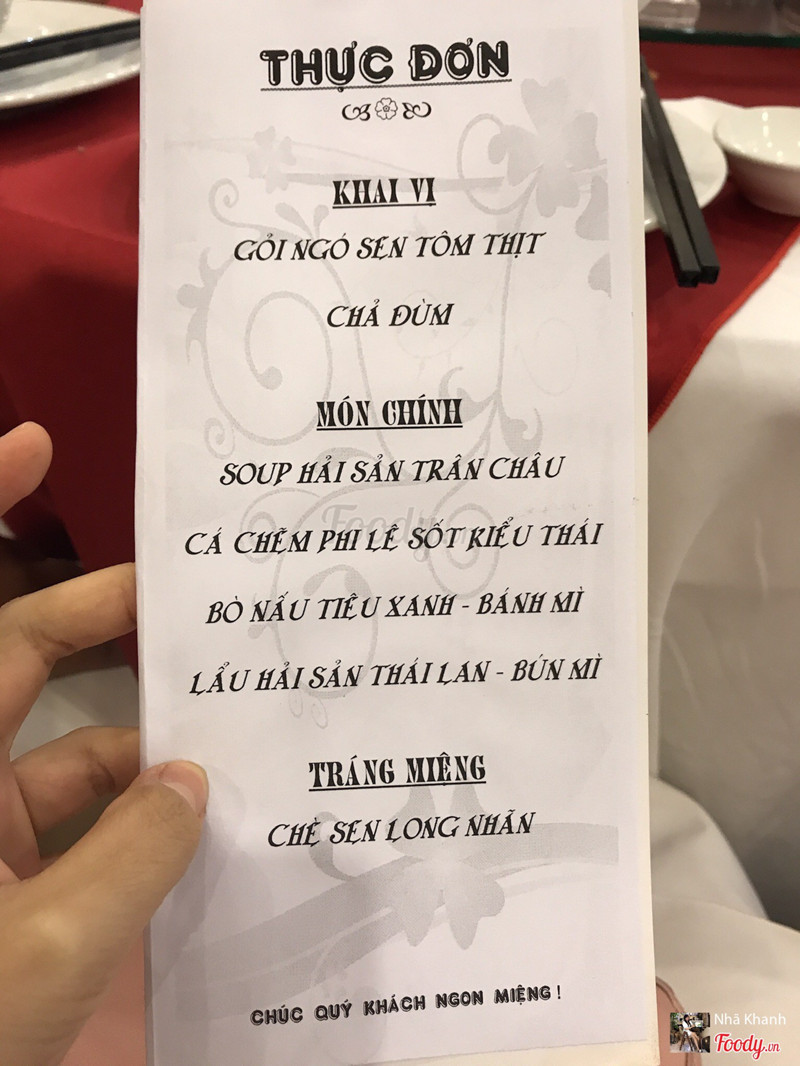 THỰC ĐƠN
KHAI VỊ
GỎI NGÓ SEN TÔM THỊT
CHẢ ĐÙM
MÓN CHÍNH
SOUP HẢI SẢN TRÂN CHÂU
CÁ CHẼM PHI LÊ SỐT KIỂU THÁI
BÒ NẤU TIÊU XANH - BÁNH MÌ
LẨU HẢI SẢN THÁI LAN - BÚN MÌ
TRÁNG MIỆNG
CHÈ SEN LONG NHÃN
CHÚC QUÝ KHÁCH NGON MIỆNG !
Nhã Khanh
Foody.vn